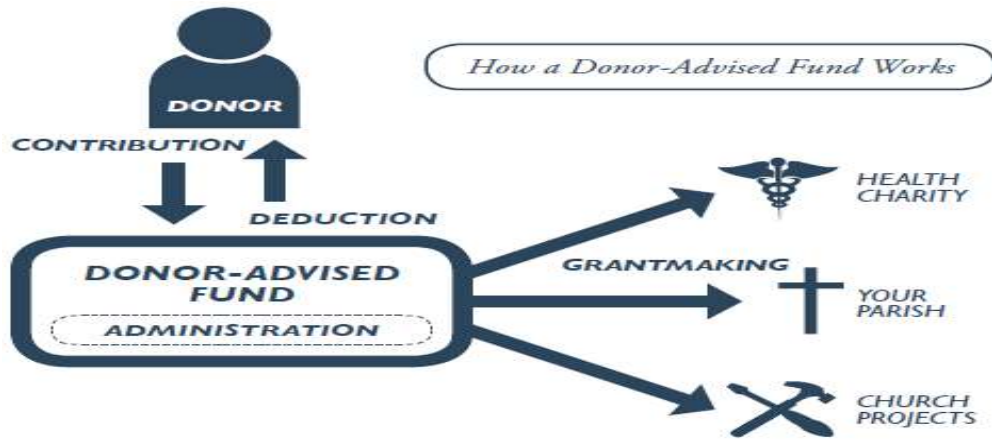 How a Donor-Advised Fund Works
DONOR
CONTRIBUTION
DEDUCTION
DONOR-ADVISED
FUND
ADMINISTRATION
GRANTMAKING
HEALTH
CHARITY
YOUR
PARISH
CHURCH
PROJECTS